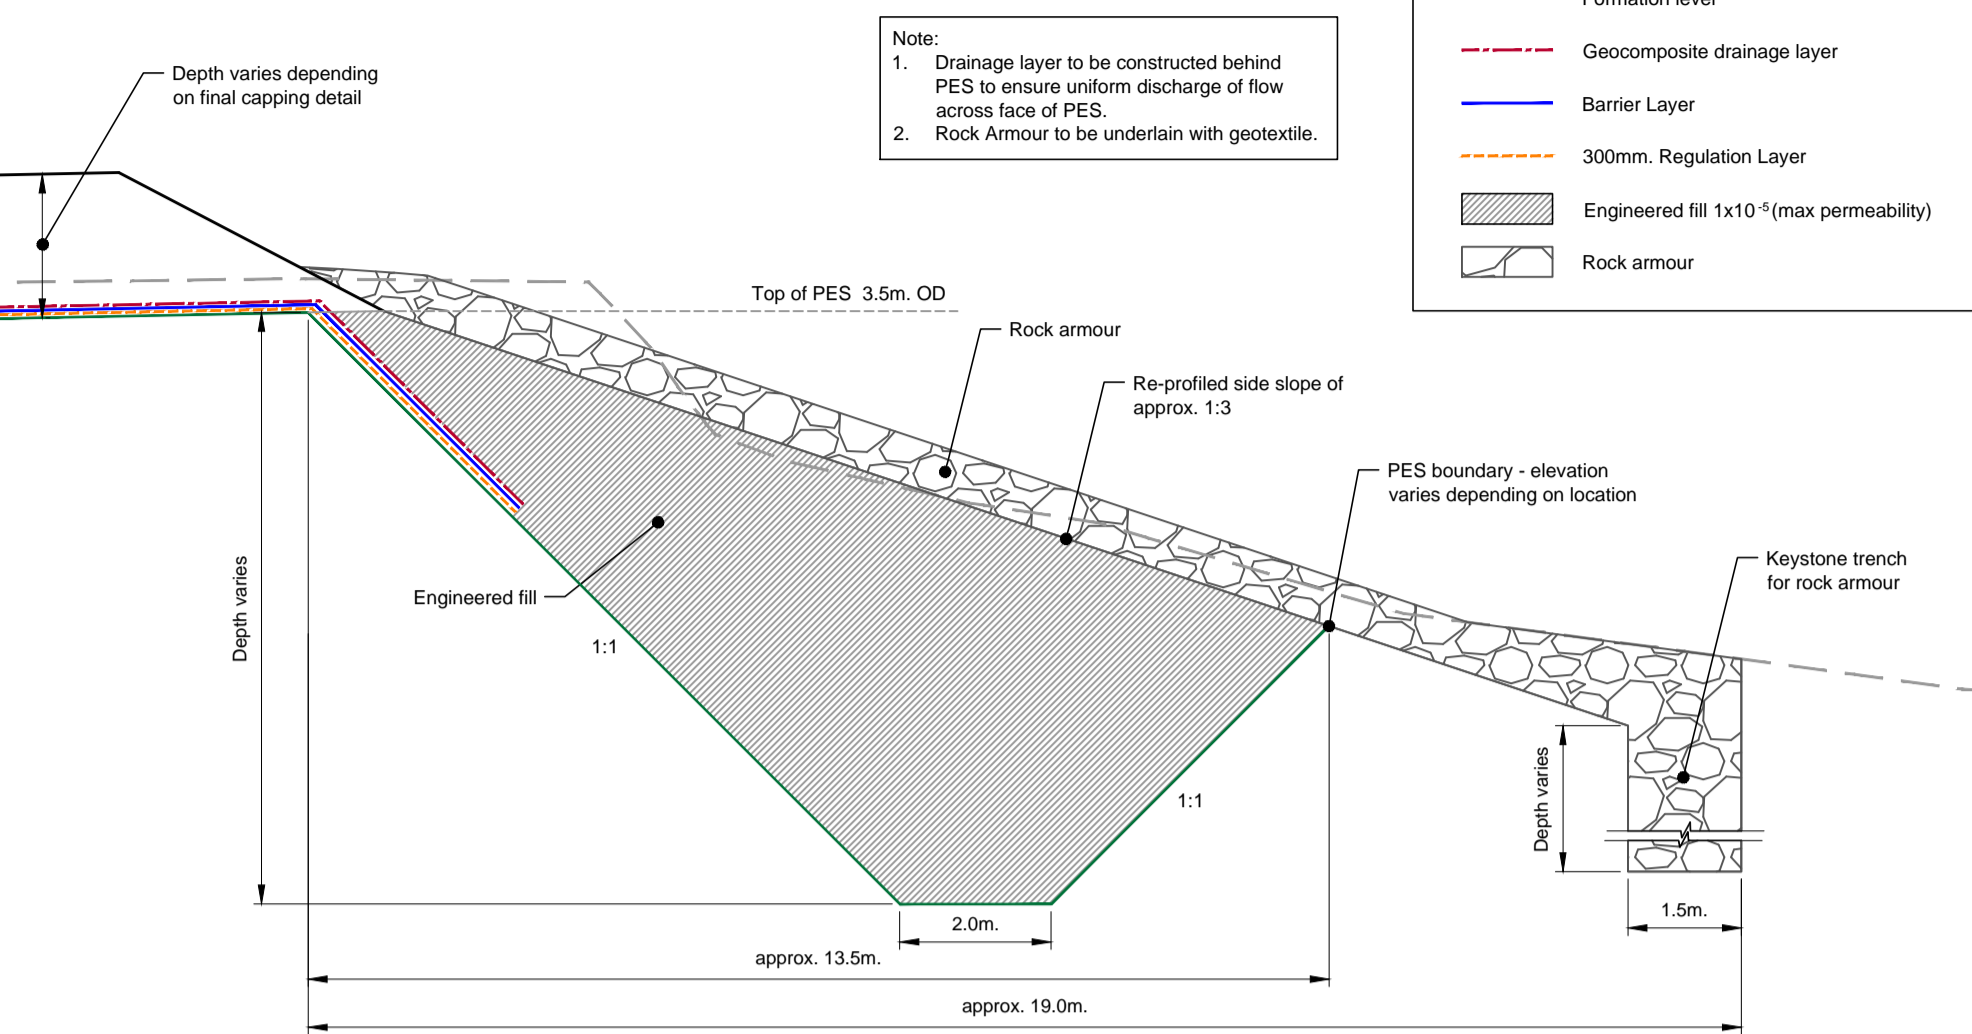 Formation level
Note:
1. Drainage layer to be constructed behind
PES to ensure uniform discharge of flow
across face of PES.
2. Rock Armour to be underlain with geotextile.
Geocomposite drainage layer
Barrier Layer
300mm. Regulation Layer
Engineered fill 1x10⁻⁵ (max permeability)
Rock armour
Depth varies depending
on final capping detail
Top of PES 3.5m. OD
Rock armour
Re-profiled side slope of
approx. 1:3
PES boundary - elevation
varies depending on location
Keystone trench
for rock armour
Depth varies
Engineered fill
1:1
1:1
Depth varies
2.0m.
1.5m.
approx. 13.5m.
approx. 19.0m.